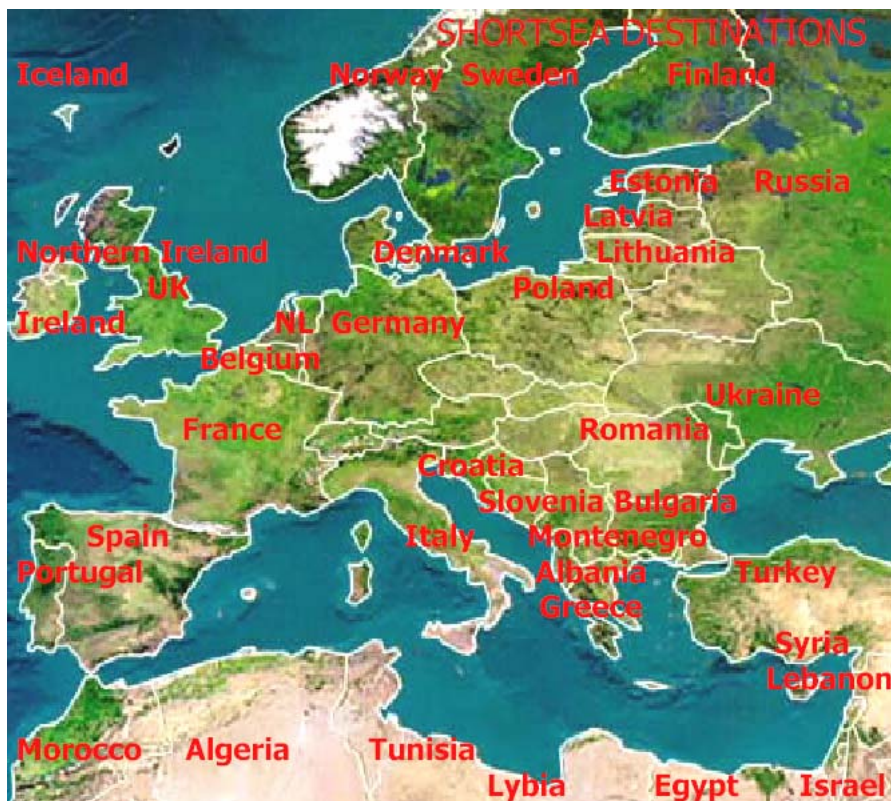 SHORTSEA DESTINATIONS
Iceland Norway Sweden Finland
Estonia Russia
Latvia
Northern Ireland Denmark Lithuania
UK Poland
Ireland NL Germany
Belgium
Ukraine
France Romania
Croatia
Slovenia Bulgaria
Spain Italy Montenegro
Portugal Albania Turkey
Greece
Syria
Lebanon
Morocco Algeria Tunisia
Lybia Egypt Israel